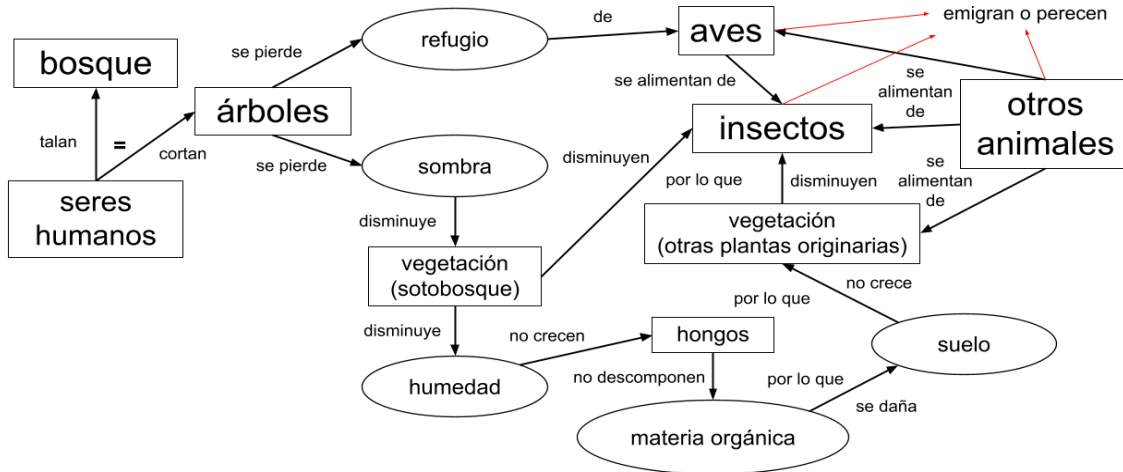 bosque
talan
=
cortan
seres
humanos
árboles
se pierde
refugio
de
aves
emigran o perecen
se alimentan de
se pierde
sombra
disminuyen
insectos
se
alimentan
de
otros
animales
por lo que
disminuyen
se
alimentan
de
disminuye
vegetación
(sotobosque)
vegetación
(otras plantas originarias)
disminuye
humedad
no crecen
hongos
no descomponen
materia orgánica
por lo que
se daña
suelo
por lo que
no crece